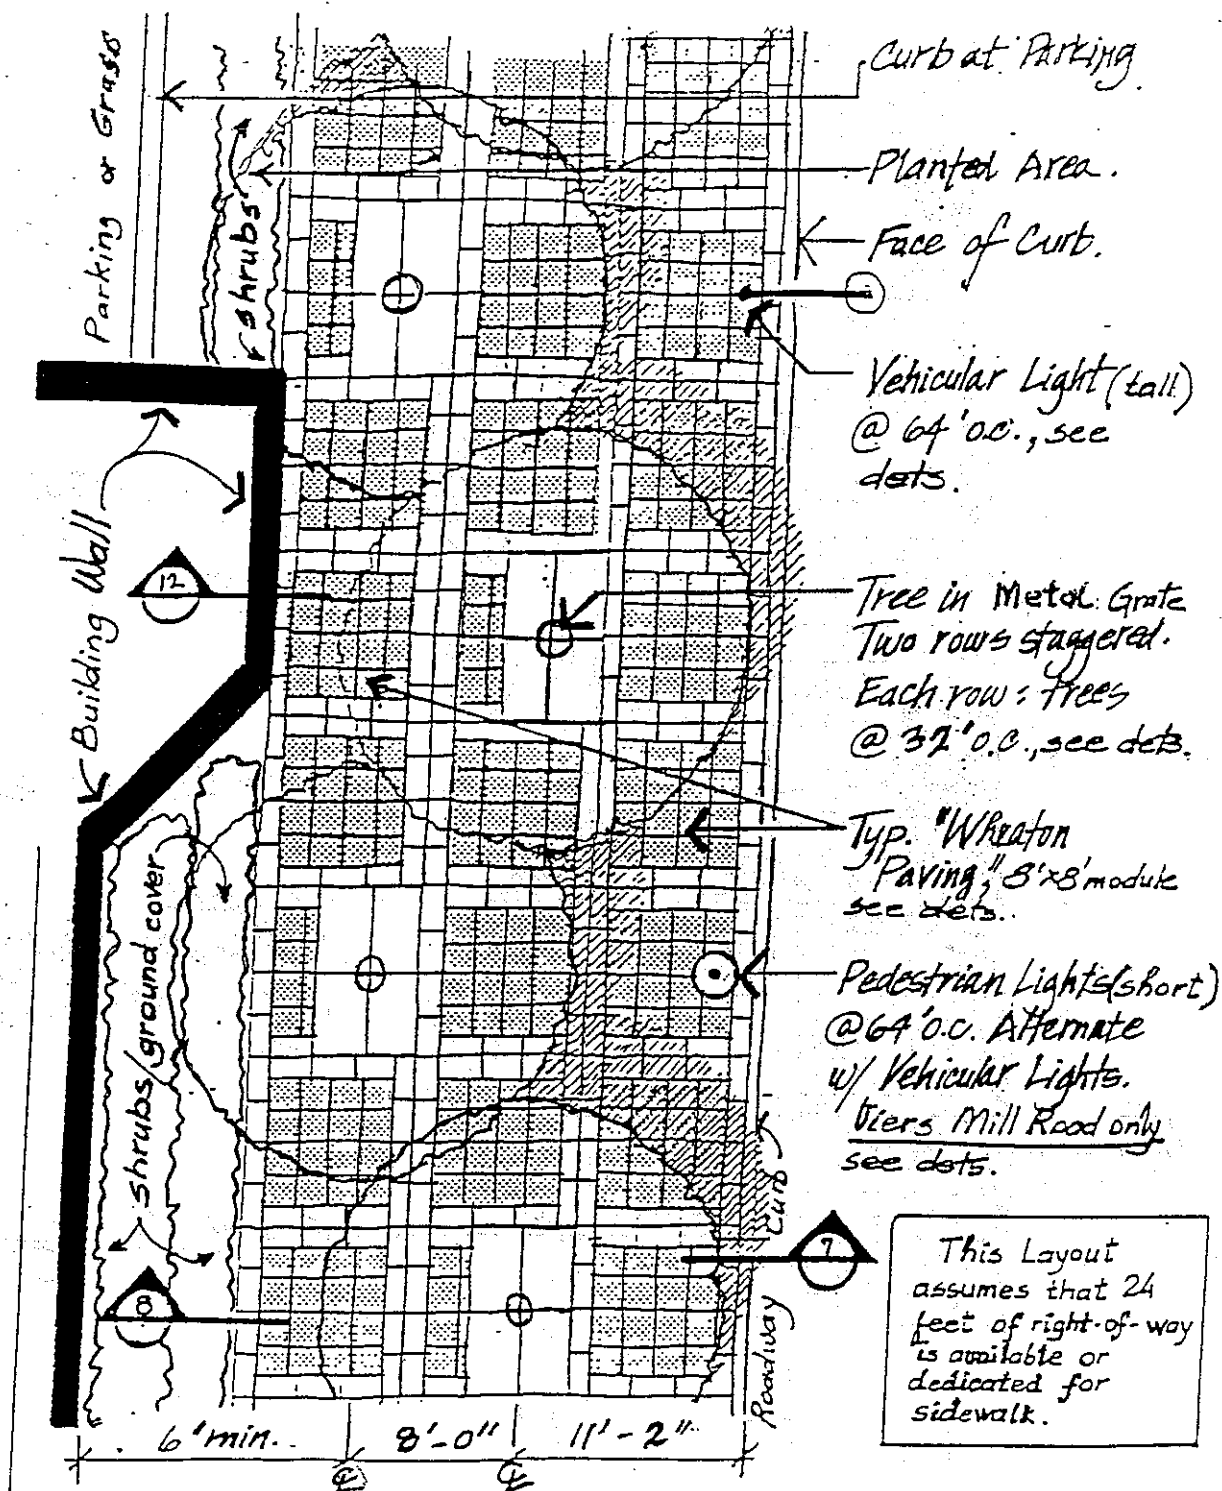 Curb at Parking
Planted Area.
Face of Curb.
Vehicular Light (tall)
@ 64' O.C., see
dets.
Tree in Metal Grate
Two rows staggered.
Each row: trees
@ 32' O.C., see dets.
Typ. "Wheaton
Paving," 8'x8' module
see dets.
Pedestrian Lights (short)
@ 64' O.C. Alternate
w/ Vehicular Lights.
Viers Mill Road only
see dets.
This Layout
assumes that 24
feet of right-of-way
is available or
dedicated for
sidewalk.
Parking or Grass
shrubs
Building Wall
12
shrubs/ground cover
8
7
Curb
Roadway
6' min.
8'-0"
11'-2"